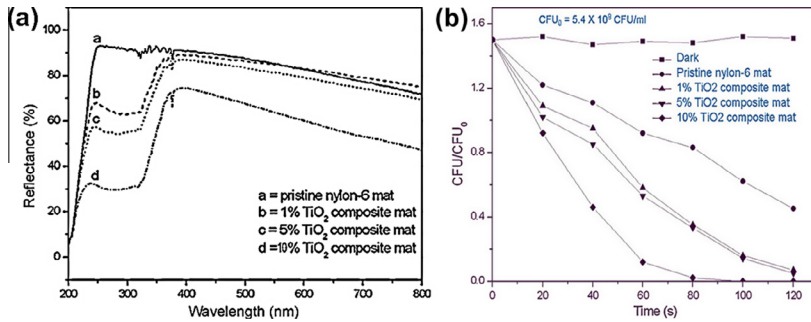 (a)
100
80
60
40
20
0
Reflectance (%)
200
300
400
500
600
700
800
Wavelength (nm)
a
b
c
d
a = pristine nylon-6 mat
b = 1% TiO2 composite mat
c = 5% TiO2 composite mat
d =10% TiO2 composite mat
(b)
CFU0 = 5.4 X 10⁹ CFU/ml
1.6
1.2
0.8
0.4
0.0
CFU/CFU0
0
20
40
60
80
100
120
Time (s)
Dark
Pristine nylon-6 mat
1% TiO2 composite mat
5% TiO2 composite mat
10% TiO2 composite mat